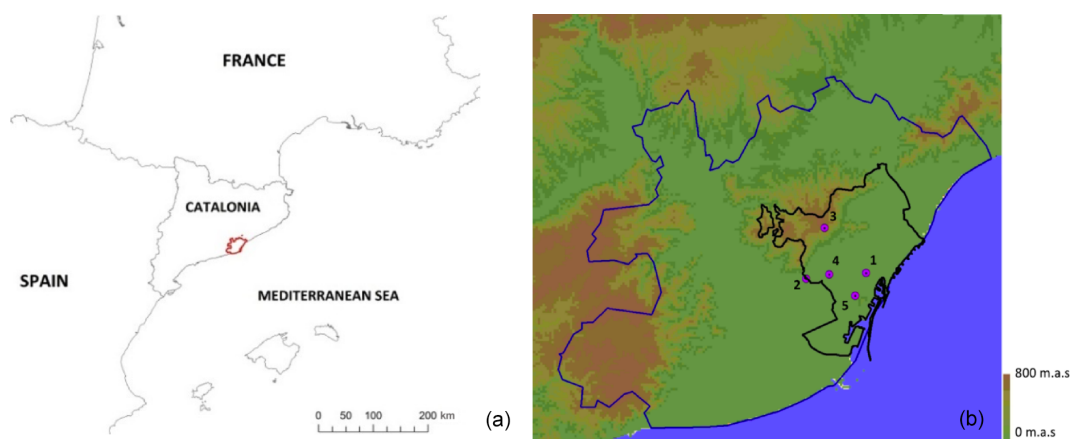 FRANCE
CATALONIA
SPAIN
MEDITERRANEAN SEA
0 50 100 200 km
(a)
3
4
1
2
5
800 m.a.s
0 m.a.s
(b)